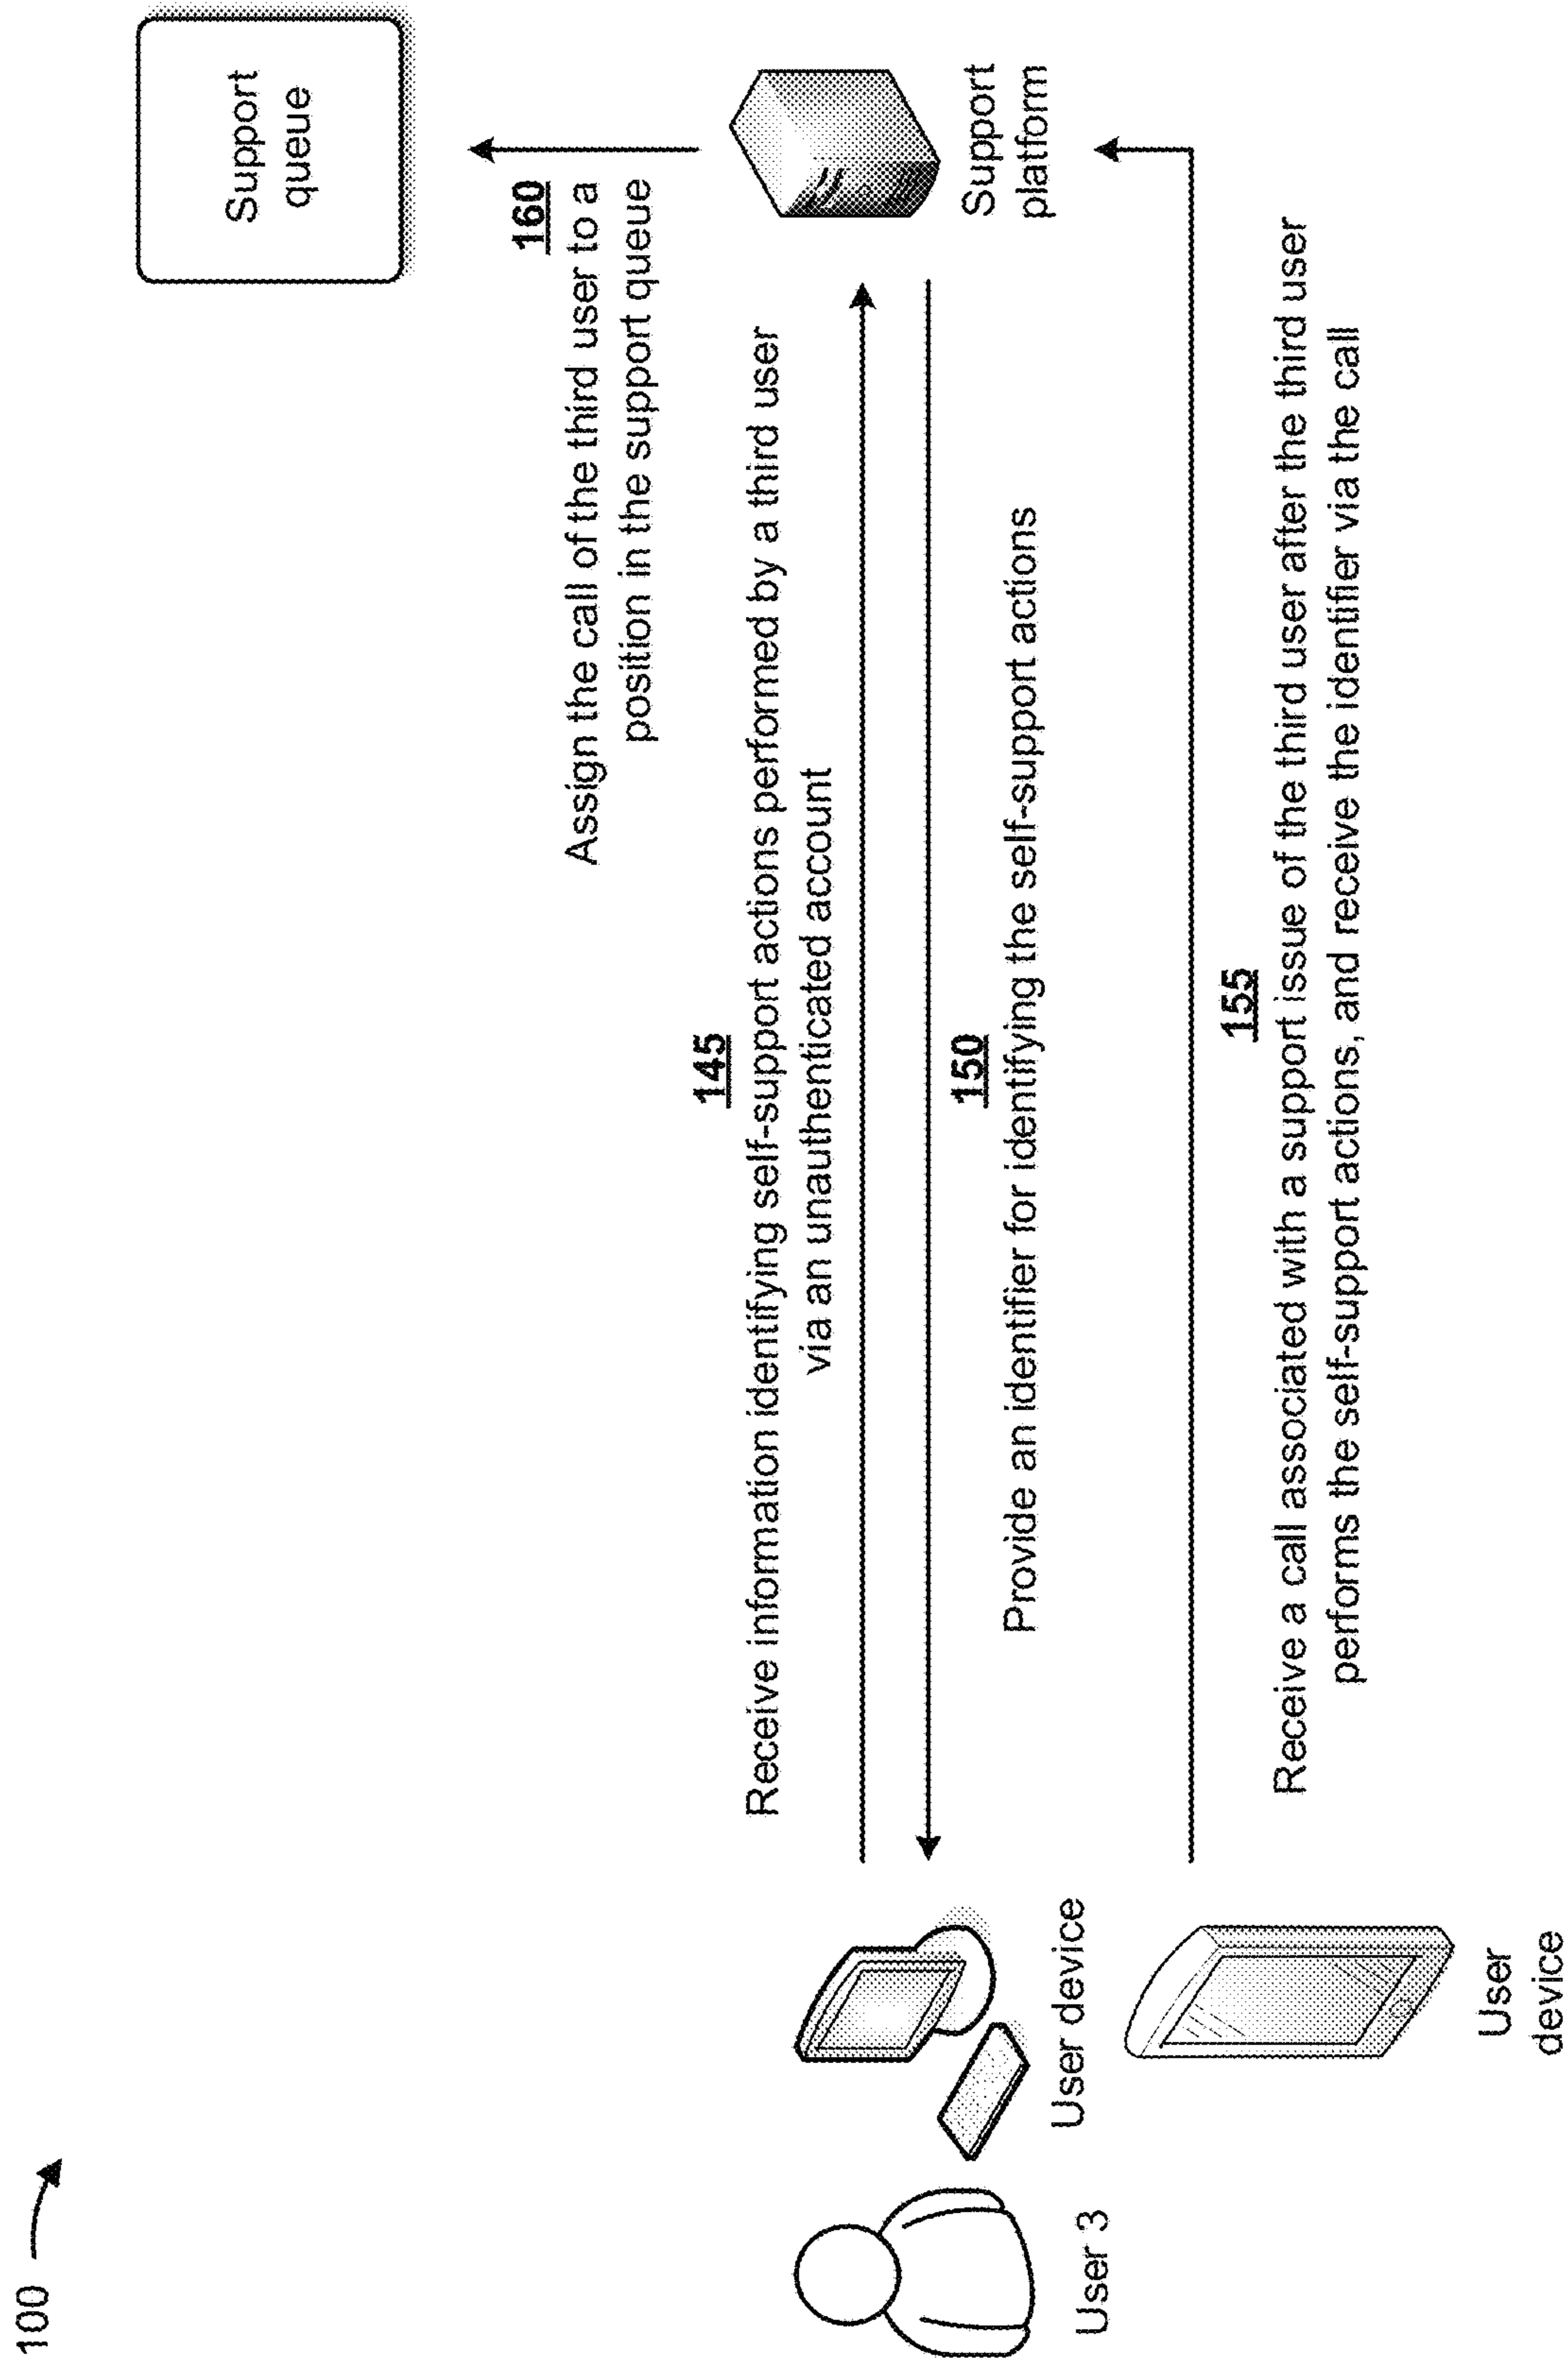 100
Support
queue
160
Assign the call of the third user to a
position in the support queue
145
Receive information identifying self-support actions performed by a third user
via an unauthenticated account
150
Provide an identifier for identifying the self-support actions
Support
platform
User 3
User device
155
Receive a call associated with a support issue of the third user after the third user
performs the self-support actions, and receive the identifier via the call
User
device